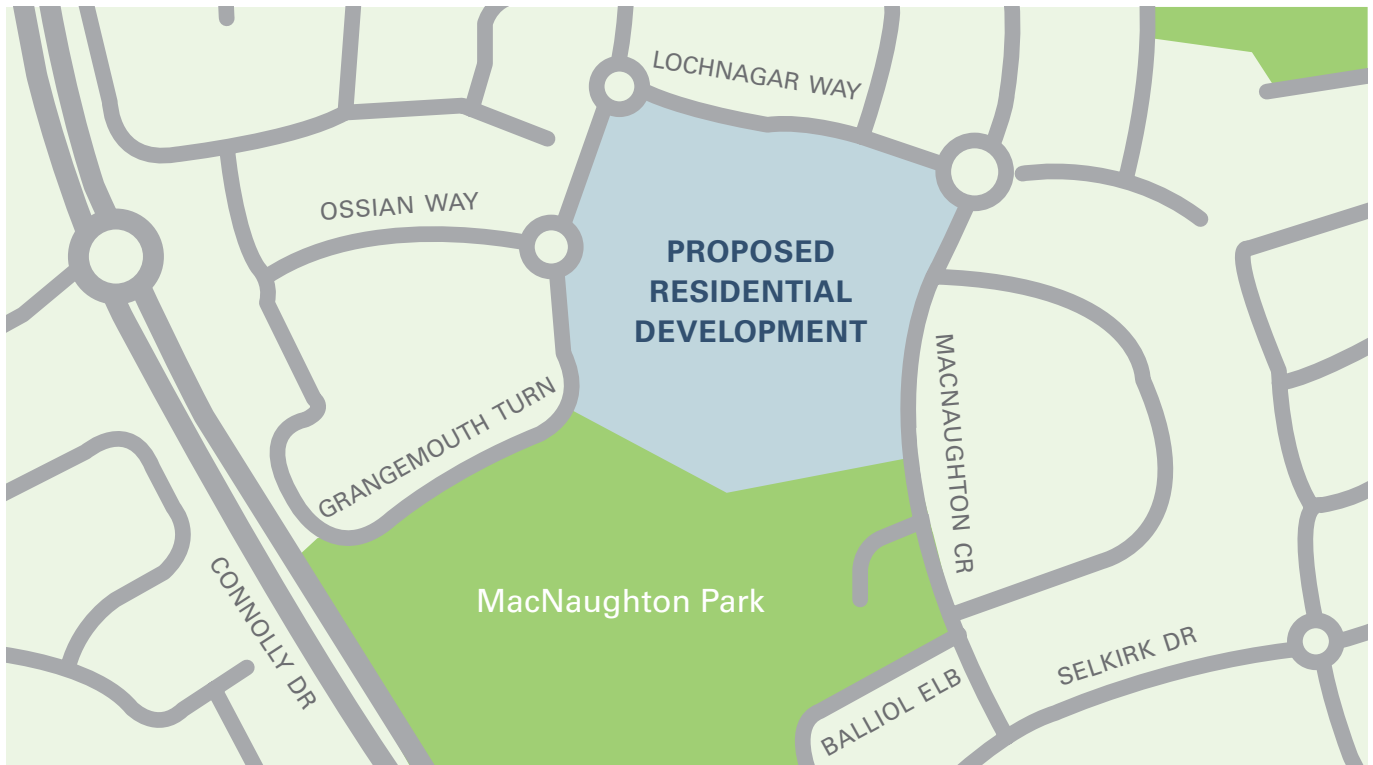 LOCHNAGAR WAY
OSSIAN WAY
PROPOSED
RESIDENTIAL
DEVELOPMENT
GRANGEMOUTH TURN
MACNAUGHTON CR
MacNaughton Park
CONNOLLY DR
SELKIRK DR
BALLIOL ELB